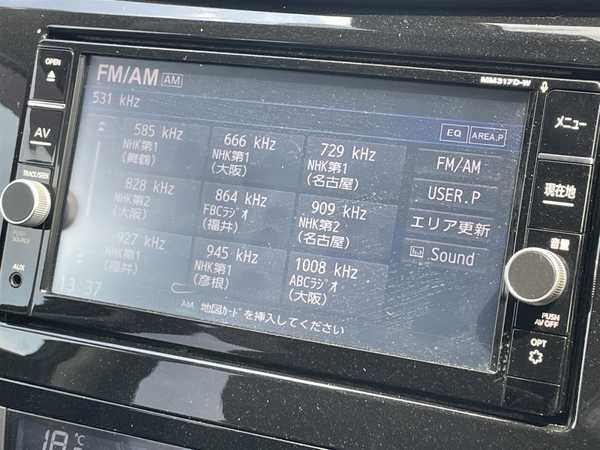 OPEN
AV
TRACK/SEEK
AUX
FM/AM AM
531 kHz
MM317D-W
EQ AREA.P
585 kHz
NHK第1
(舞鶴)
666 kHz
NHK第1
(大阪)
729 kHz
NHK第1
(名古屋)
828 kHz
NHK第2
(大阪)
864 kHz
FBCラジオ
(福井)
909 kHz
NHK第2
(名古屋)
927 kHz
NHK第1
(福井)
945 kHz
NHK第1
(彦根)
1008 kHz
ABCラジオ
(大阪)
FM/AM
USER.P
エリア更新
Sound
13:37
AM 地図カードを挿入してください
メニュー
現在地
音量
PUSH
AV OFF
OPT
18 °C